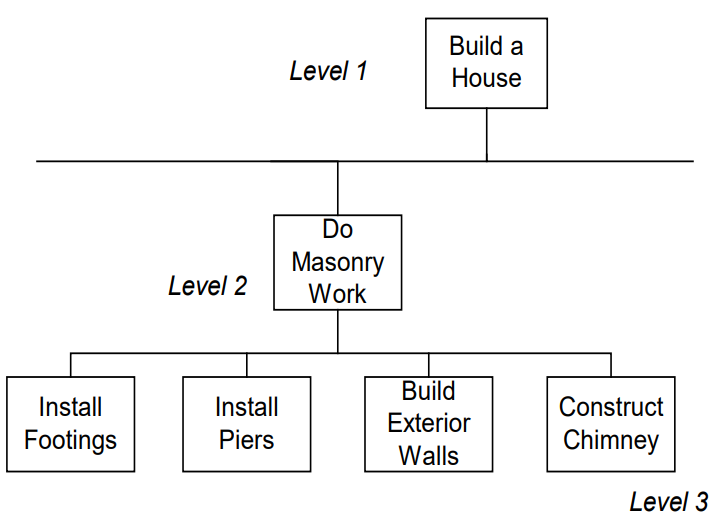 Build a
House
Level 1
Do
Masonry
Work
Level 2
Install
Footings
Install
Piers
Build
Exterior
Walls
Construct
Chimney
Level 3